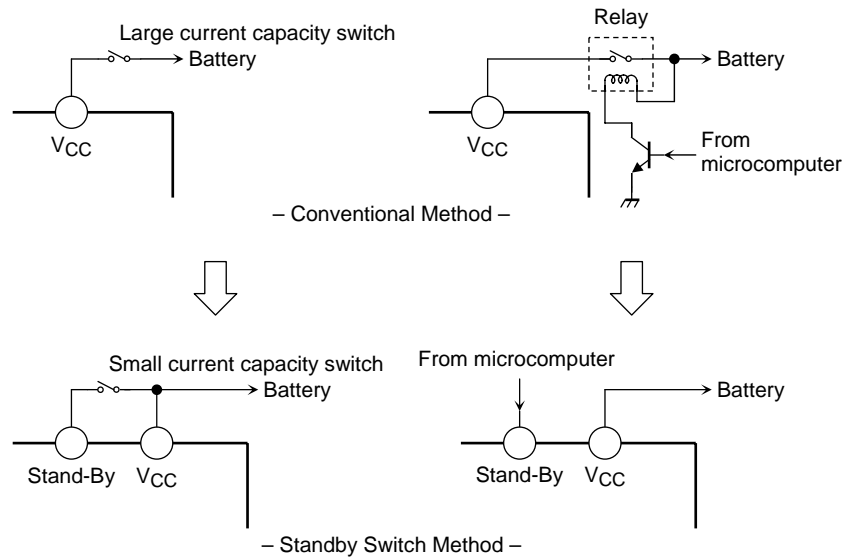 Large current capacity switch
Battery
VCC
Relay
Battery
VCC
From
microcomputer
– Conventional Method –
Small current capacity switch
Battery
Stand-By
VCC
From microcomputer
Battery
Stand-By
VCC
– Standby Switch Method –